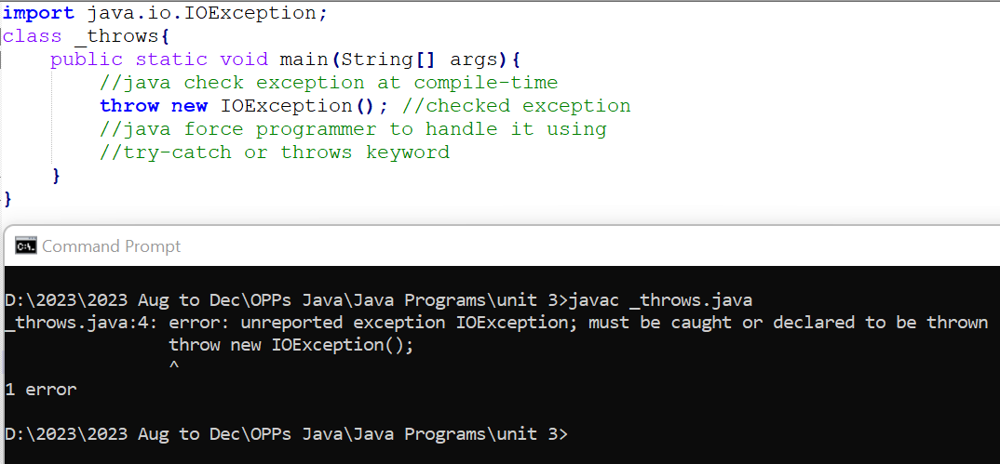 import java.io.IOException;
class _throws{
public static void main(String[] args){
//java check exception at compile-time
throw new IOException(); //checked exception
//java force programmer to handle it using
//try-catch or throws keyword
}
}
C:\. Command Prompt
D:\2023\2023 Aug to Dec\OPPs Java\Java Programs\unit 3>javac _throws.java
_throws.java:4: error: unreported exception IOException; must be caught or declared to be thrown
throw new IOException();
^
1 error
D:\2023\2023 Aug to Dec\OPPs Java\Java Programs\unit 3>